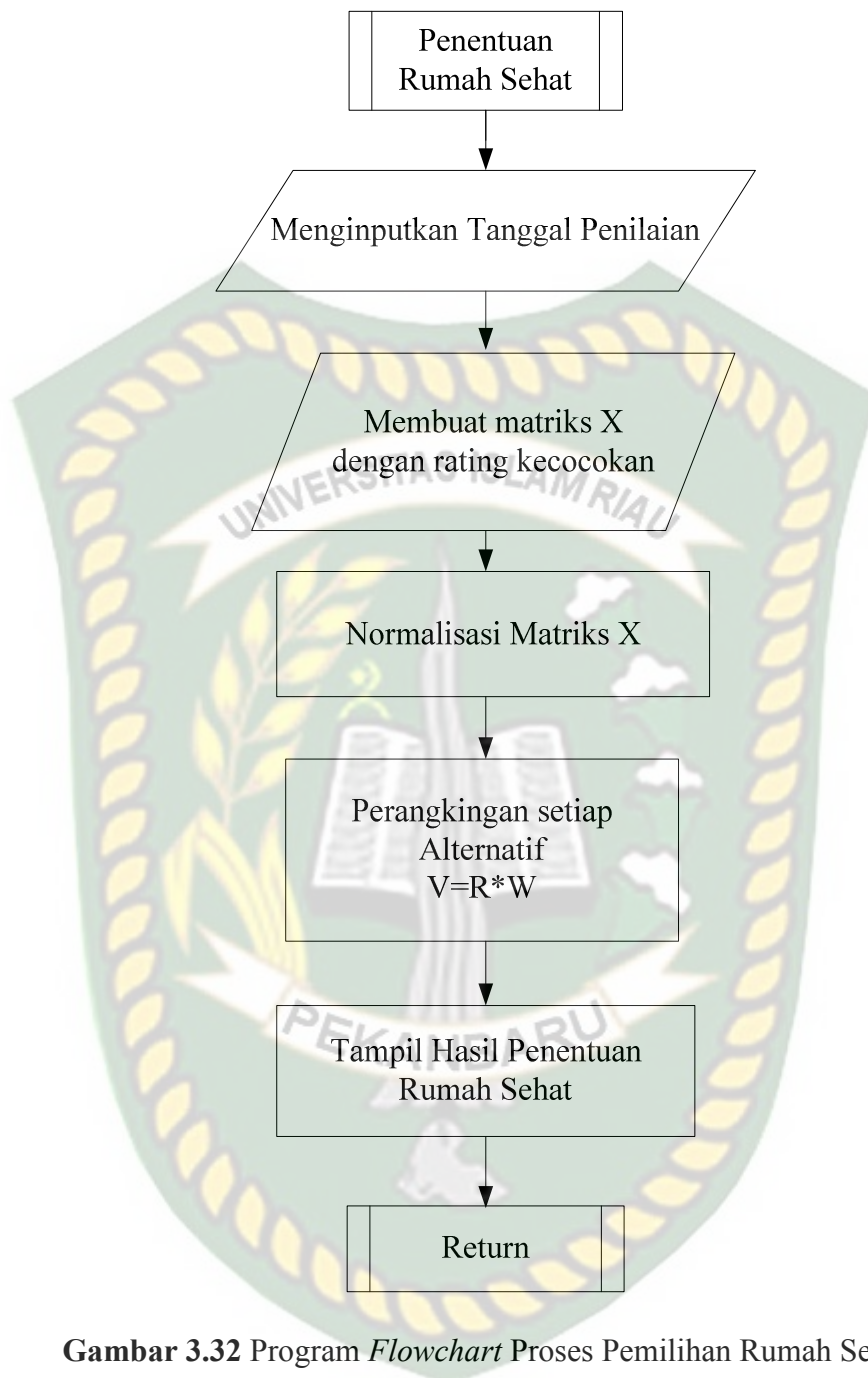 Penentuan
Rumah Sehat
Menginputkan Tanggal Penilaian
Membuat matriks X
dengan rating kecocokan
UNIVERSITAS ISLAM RIAU
Normalisasi Matriks X
Perangkingan setiap
Alternatif
V=R*W
PEKANBARU
Tampil Hasil Penentuan
Rumah Sehat
Return
Gambar 3.32 Program Flowchart Proses Pemilihan Rumah Se